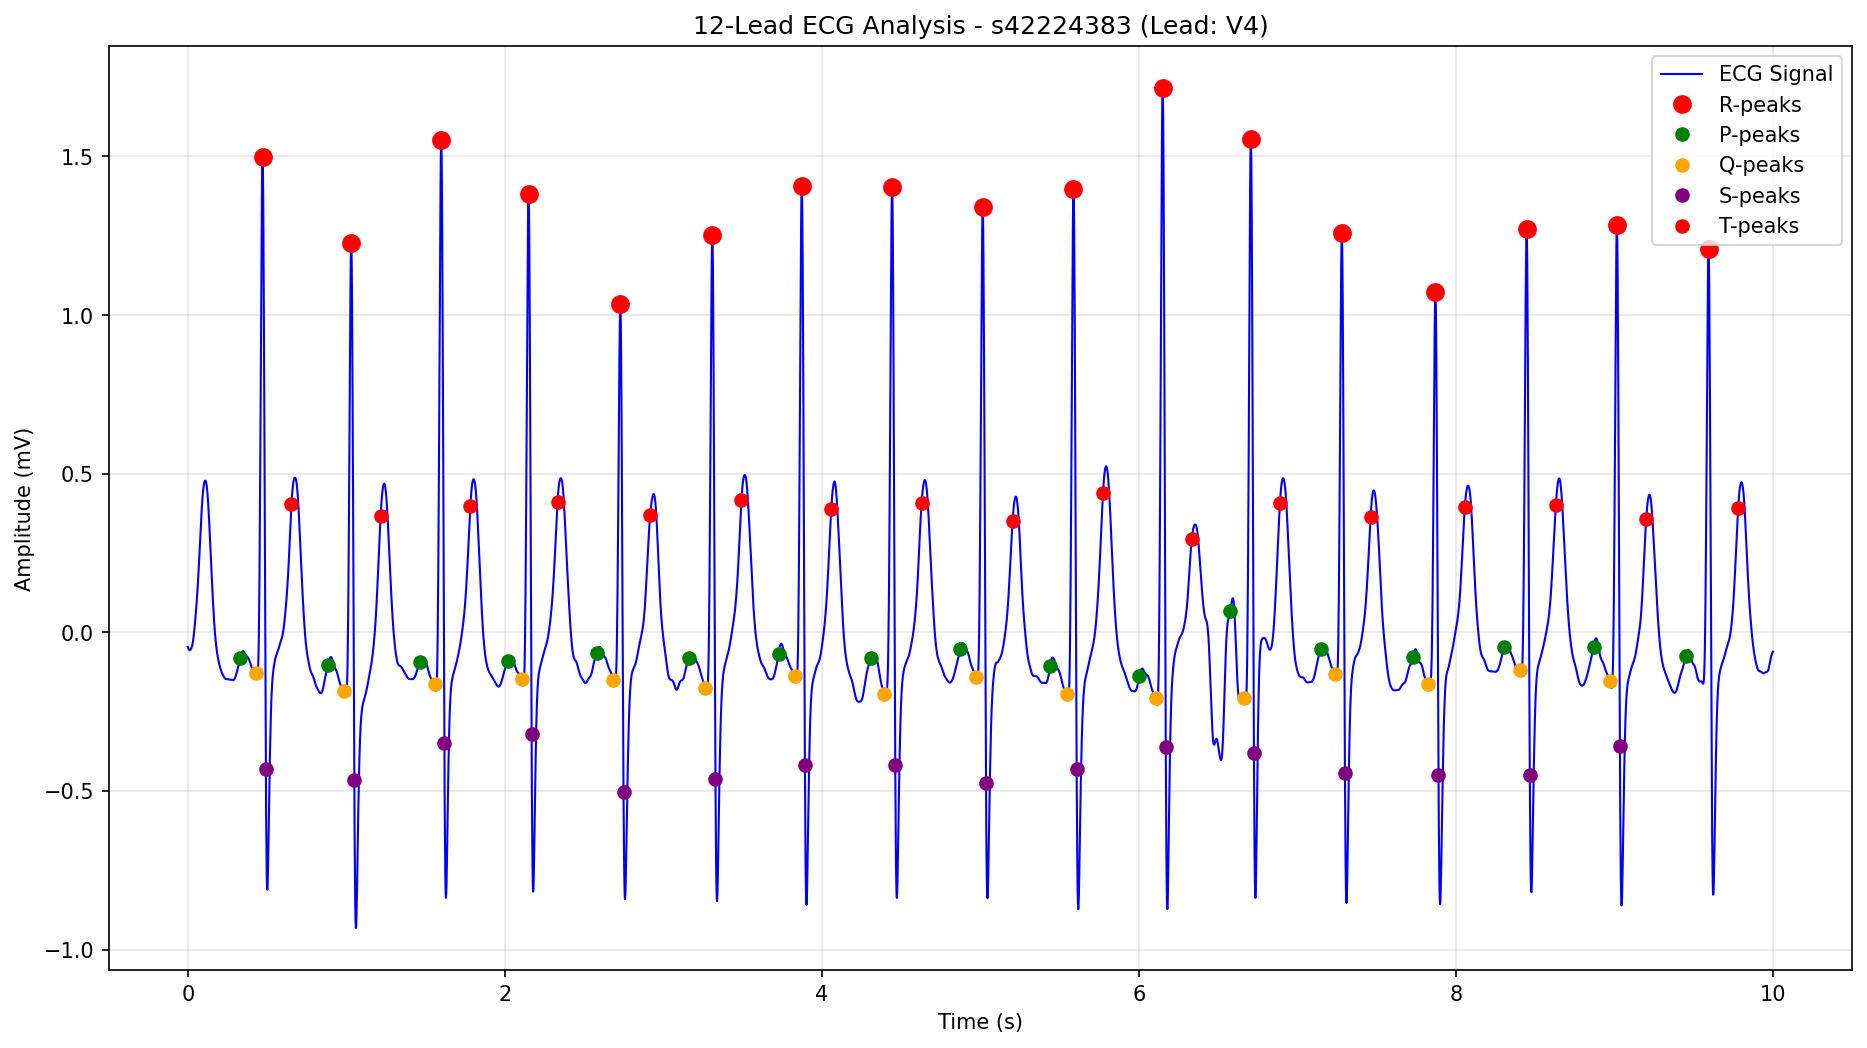 12-Lead ECG Analysis - s42224383 (Lead: V4)
ECG Signal
R-peaks
P-peaks
Q-peaks
S-peaks
T-peaks
Amplitude (mV)
1.5
1.0
0.5
0.0
−0.5
−1.0
0 2 4 6 8 10
Time (s)